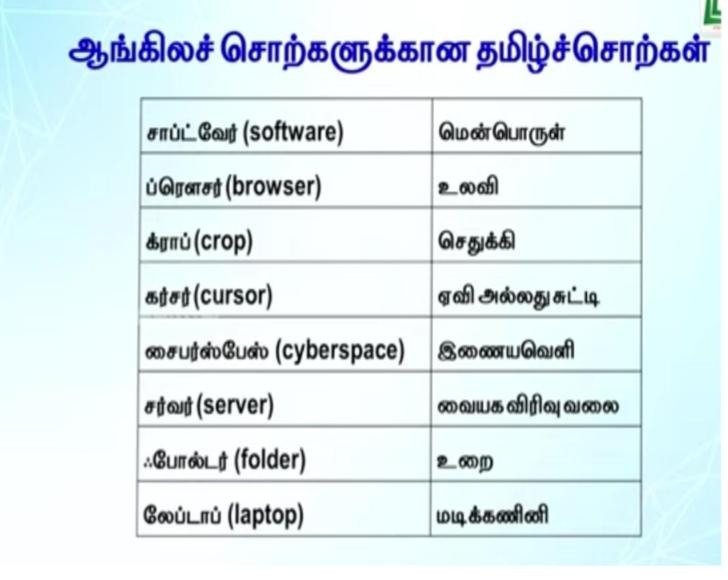 ஆங்கிலச் சொற்களுக்கான தமிழ்ச்சொற்கள்
சாப்ட்வேர் (software) மென்பொருள்
ப்ரௌசர் (browser) உலவி
க்ராப் (crop) செதுக்கி
கர்சர் (cursor) ஏவி அல்லது சுட்டி
சைபர்ஸ்பேஸ் (cyberspace) இணையவெளி
சர்வர் (server) வையக விரிவு வலை
ஃபோல்டர் (folder) உறை
லேப்டாப் (laptop) மடிக்கணினி